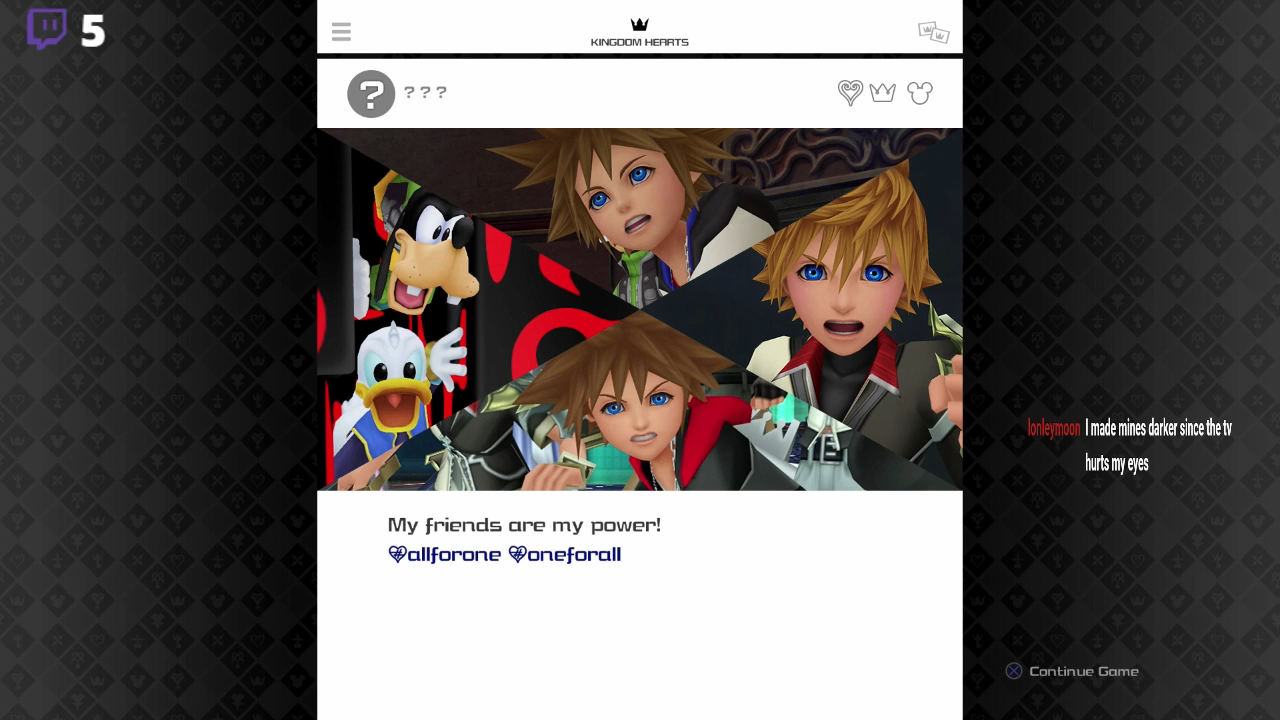 5
KINGDOM HEARTS
?
? ? ?
My friends are my power!
#allforone #oneforall
lonleymoon I made mines darker since the tv
hurts my eyes
Continue Game